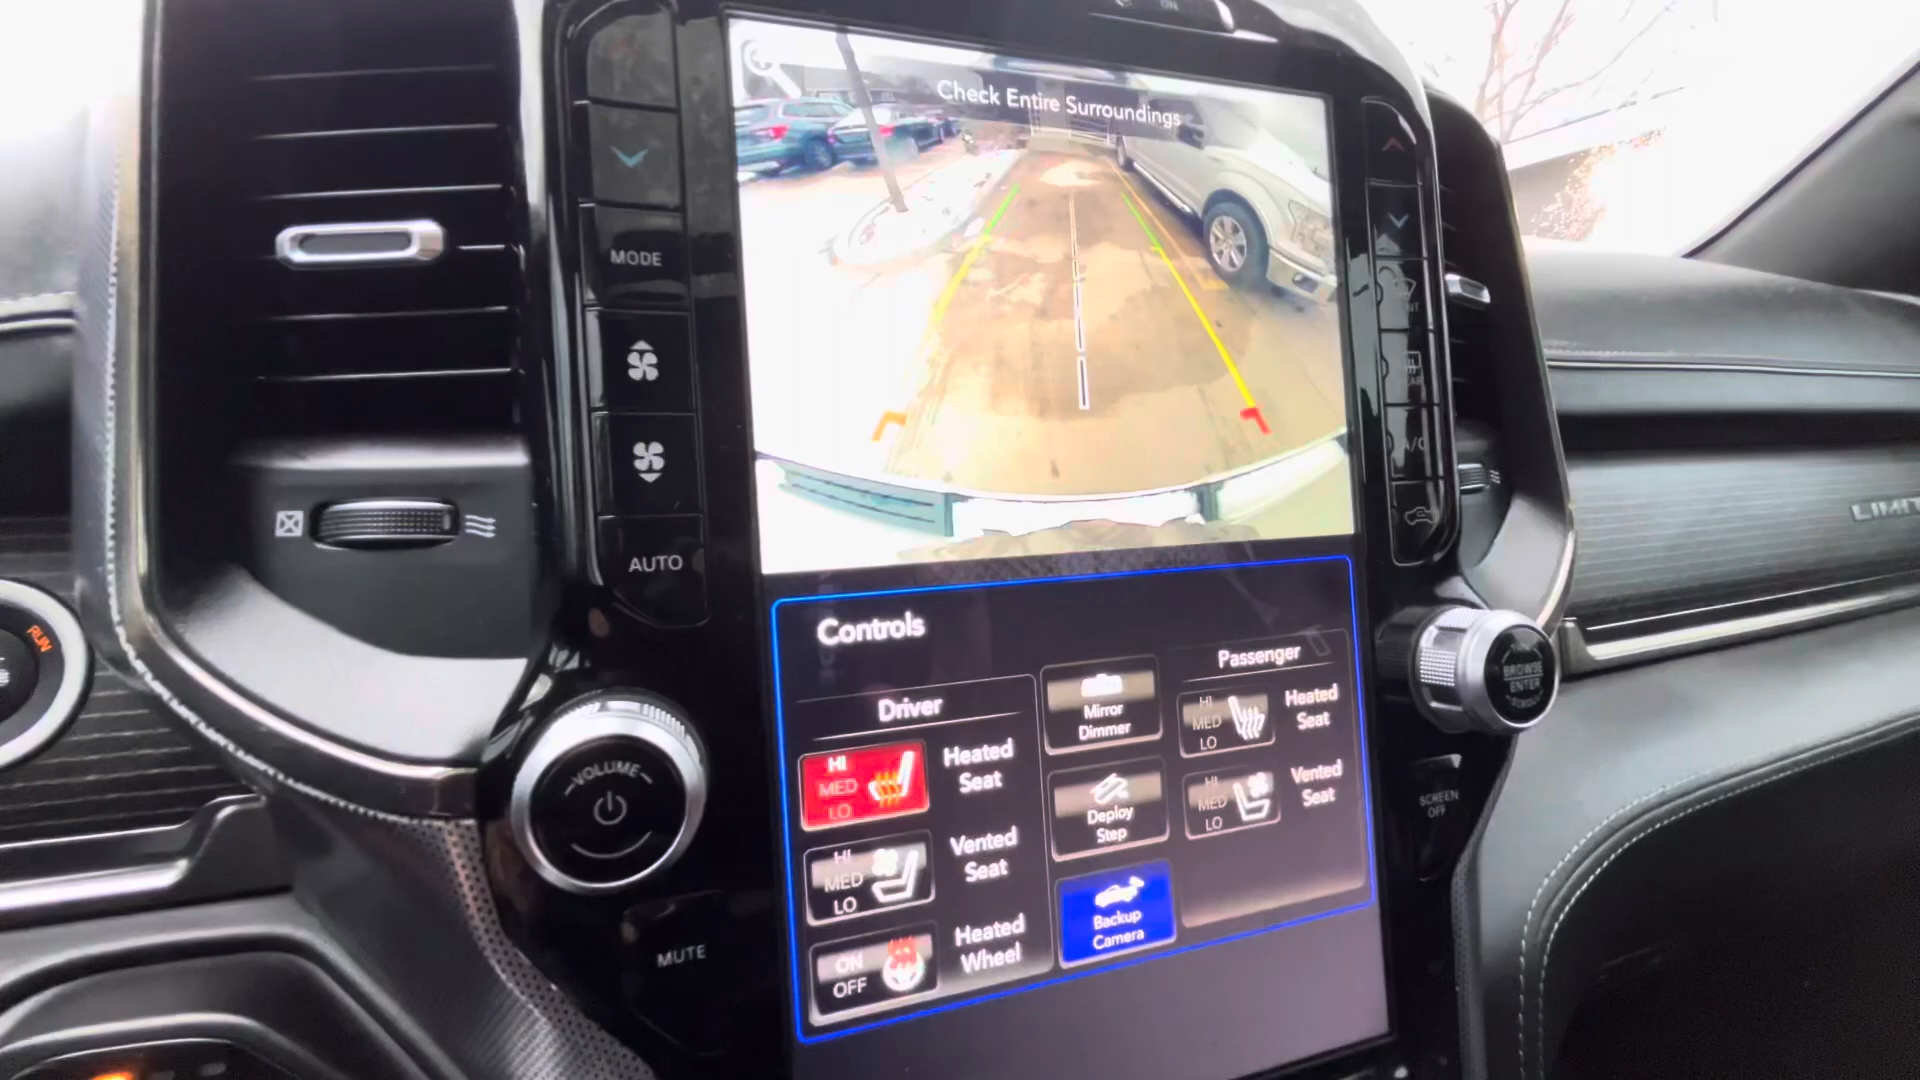 ON
Check Entire Surroundings
MODE
AUTO
A/C
LIMIT
RUN
VOLUME
MUTE
BROWSE
ENTER
SCREEN
OFF
Controls
Driver
HI
MED
LO
Heated
Seat
HI
MED
LO
Vented
Seat
ON
OFF
Heated
Wheel
Mirror
Dimmer
Deploy
Step
Backup
Camera
Passenger
HI
MED
LO
Heated
Seat
HI
MED
LO
Vented
Seat